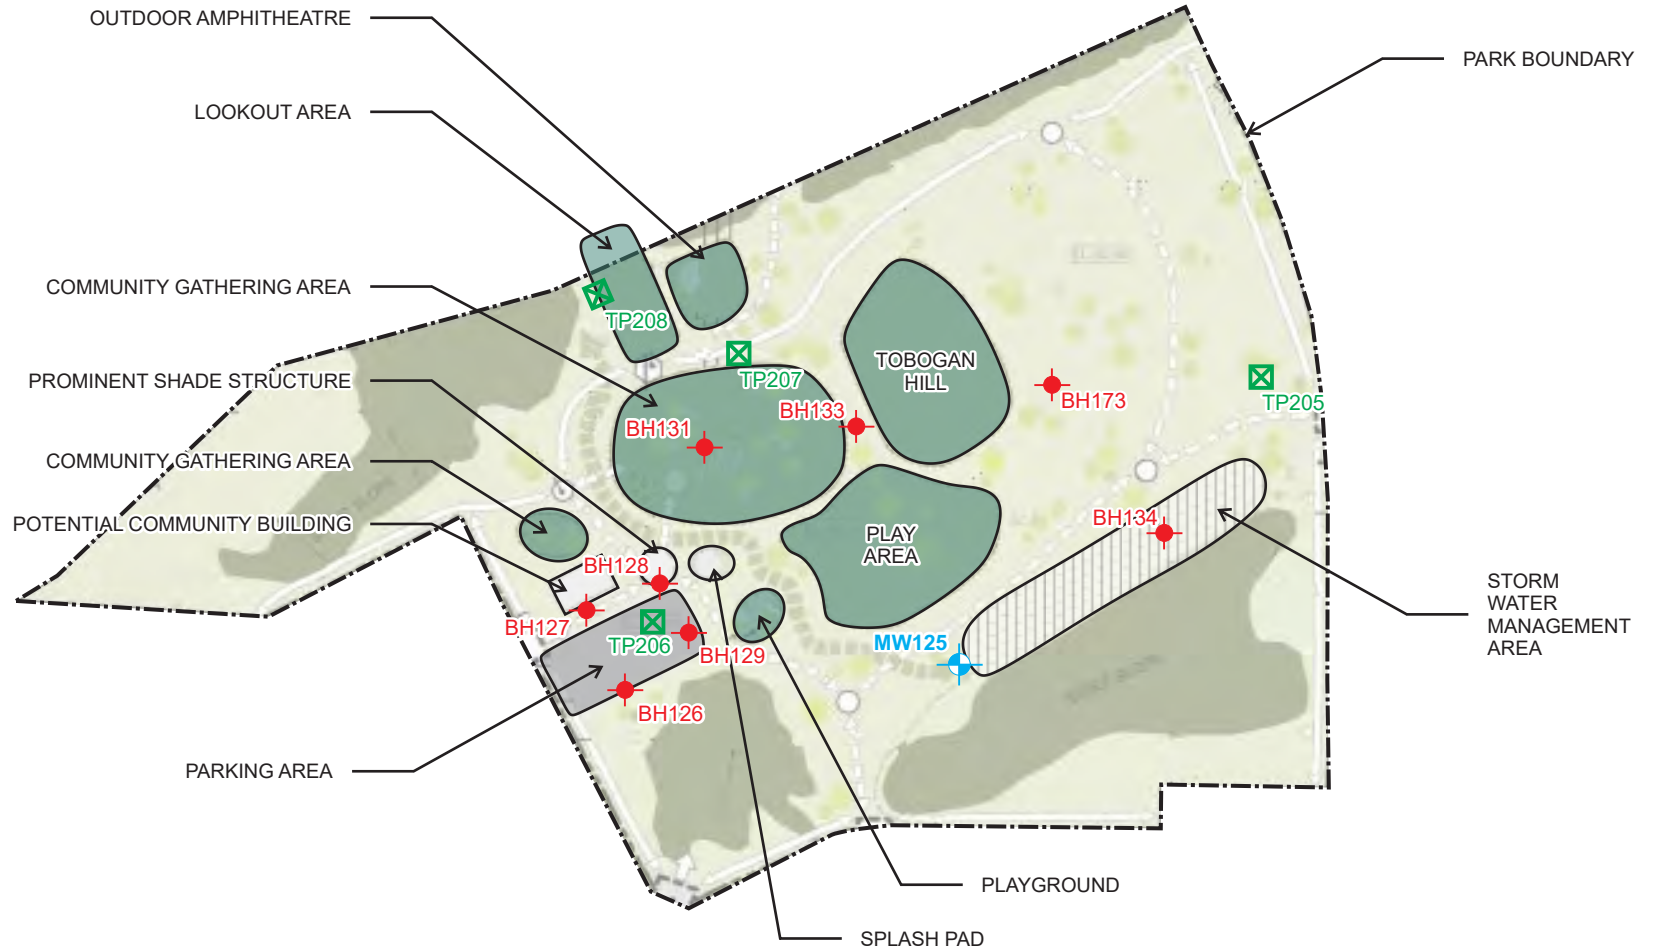 OUTDOOR AMPHITHEATRE
PARK BOUNDARY
LOOKOUT AREA
COMMUNITY GATHERING AREA
TP208
TOBOGAN
HILL
TP207
PROMINENT SHADE STRUCTURE
BH173
TP205
BH133
BH131
COMMUNITY GATHERING AREA
POTENTIAL COMMUNITY BUILDING
BH134
PLAY
AREA
BH128
STORM
WATER
MANAGEMENT
AREA
BH127
TP206
BH129
MW125
BH126
PARKING AREA
PLAYGROUND
SPLASH PAD